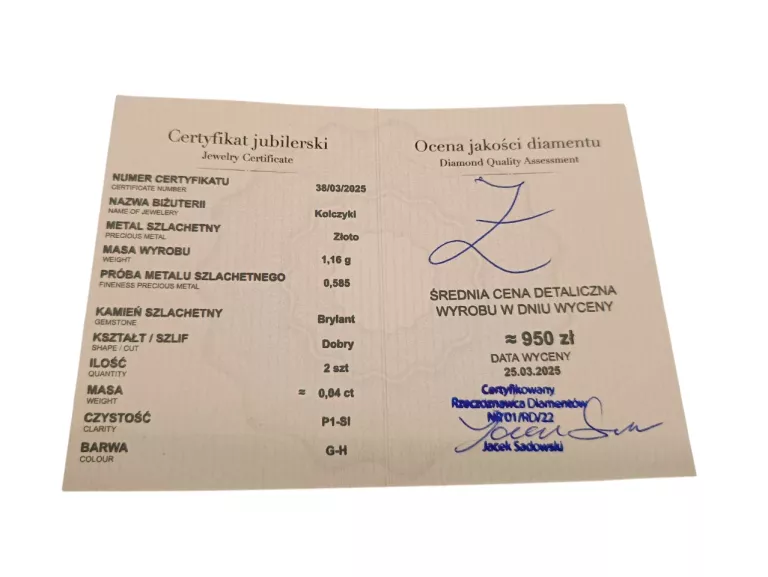 Certyfikat jubilerski
Jewelry Certificate
NUMER CERTYFIKATU
CERTIFICATE NUMBER
38/03/2025
NAZWA BIŻUTERII
NAME OF JEWELERY
Kolczyki
METAL SZLACHETNY
PRECIOUS METAL
Złoto
MASA WYROBU
WEIGHT
1,16 g
PRÓBA METALU SZLACHETNEGO
FINENESS PRECIOUS METAL
0,585
KAMIEŃ SZLACHETNY
GEMSTONE
Brylant
KSZTAŁT / SZLIF
SHAPE / CUT
Dobry
ILOŚĆ
QUANTITY
2 szt
MASA
WEIGHT
≈ 0,04 ct
CZYSTOŚĆ
CLARITY
P1-SI
BARWA
COLOUR
G-H
Ocena jakości diamentu
Diamond Quality Assessment
ŚREDNIA CENA DETALICZNA
WYROBU W DNIU WYCENY
≈ 950 zł
DATA WYCENY
25.03.2025
Certyfikowany
Rzeczoznawca Diamentów
NR 01/RD/22
Jacek Sadowski